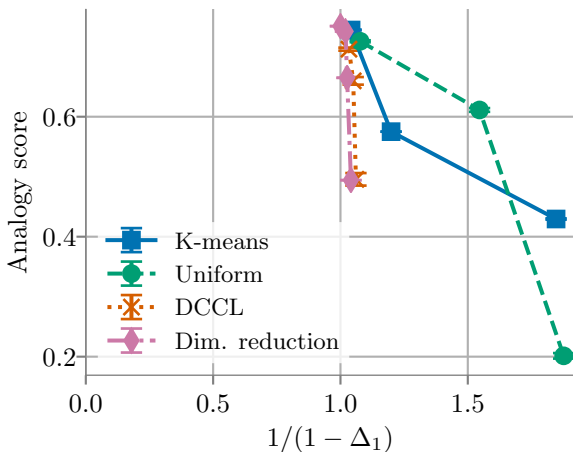 Analogy score
0.6
0.4
0.2
K-means
Uniform
DCCL
Dim. reduction
0.0 0.5 1.0 1.5
1/(1 − Δ₁)